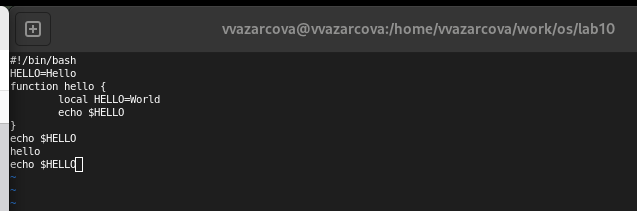 vvazarcova@vvazarcova:/home/vvazarcova/work/os/lab10
#!/bin/bash
HELLO=Hello
function hello {
        local HELLO=World
        echo $HELLO
}
echo $HELLO
hello
echo $HELLO
~
~
~